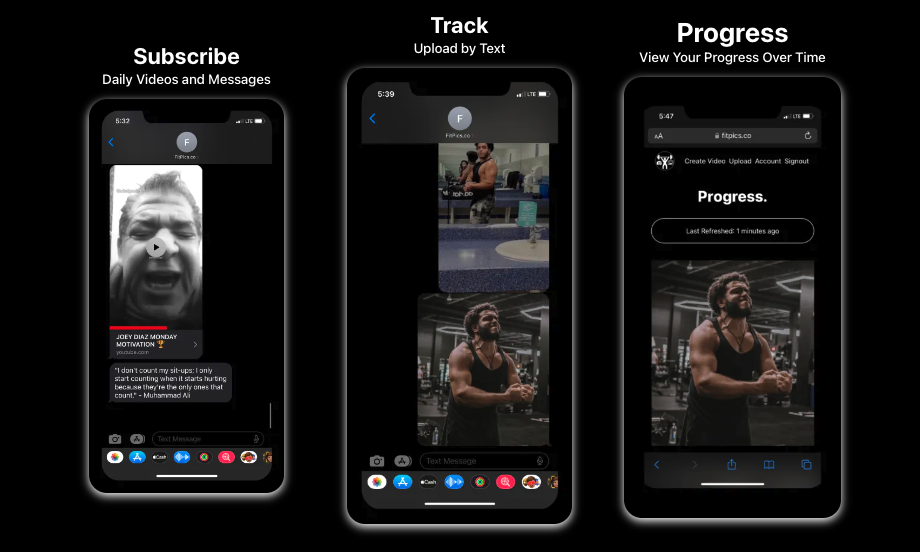 Subscribe
Daily Videos and Messages
5:32
LTE
F
FitPics.co
JOEY DIAZ MONDAY
MOTIVATION 🏆
youtube.com
"I don't count my sit-ups; I only
start counting when it starts hurting
because they're the only ones that
count." - Muhammad Ali
Text Message
Cash
Track
Upload by Text
5:39
LTE
F
FitPics.co
Text Message
Cash
Progress
View Your Progress Over Time
5:47
LTE
AA
fitpics.co
Create Video Upload Account Signout
Progress.
Last Refreshed: 1 minutes ago